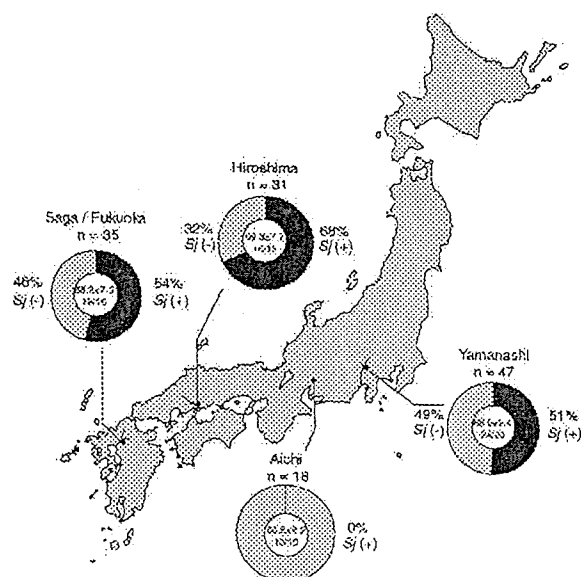 Hiroshima
n = 31
32%
Sj (-)
68%
Sj (+)
Saga / Fukuoka
n = 35
46%
Sj (-)
54%
Sj (+)
Yamanashi
n = 47
49%
Sj (-)
51%
Sj (+)
Aichi
n = 18
0%
Sj (+)